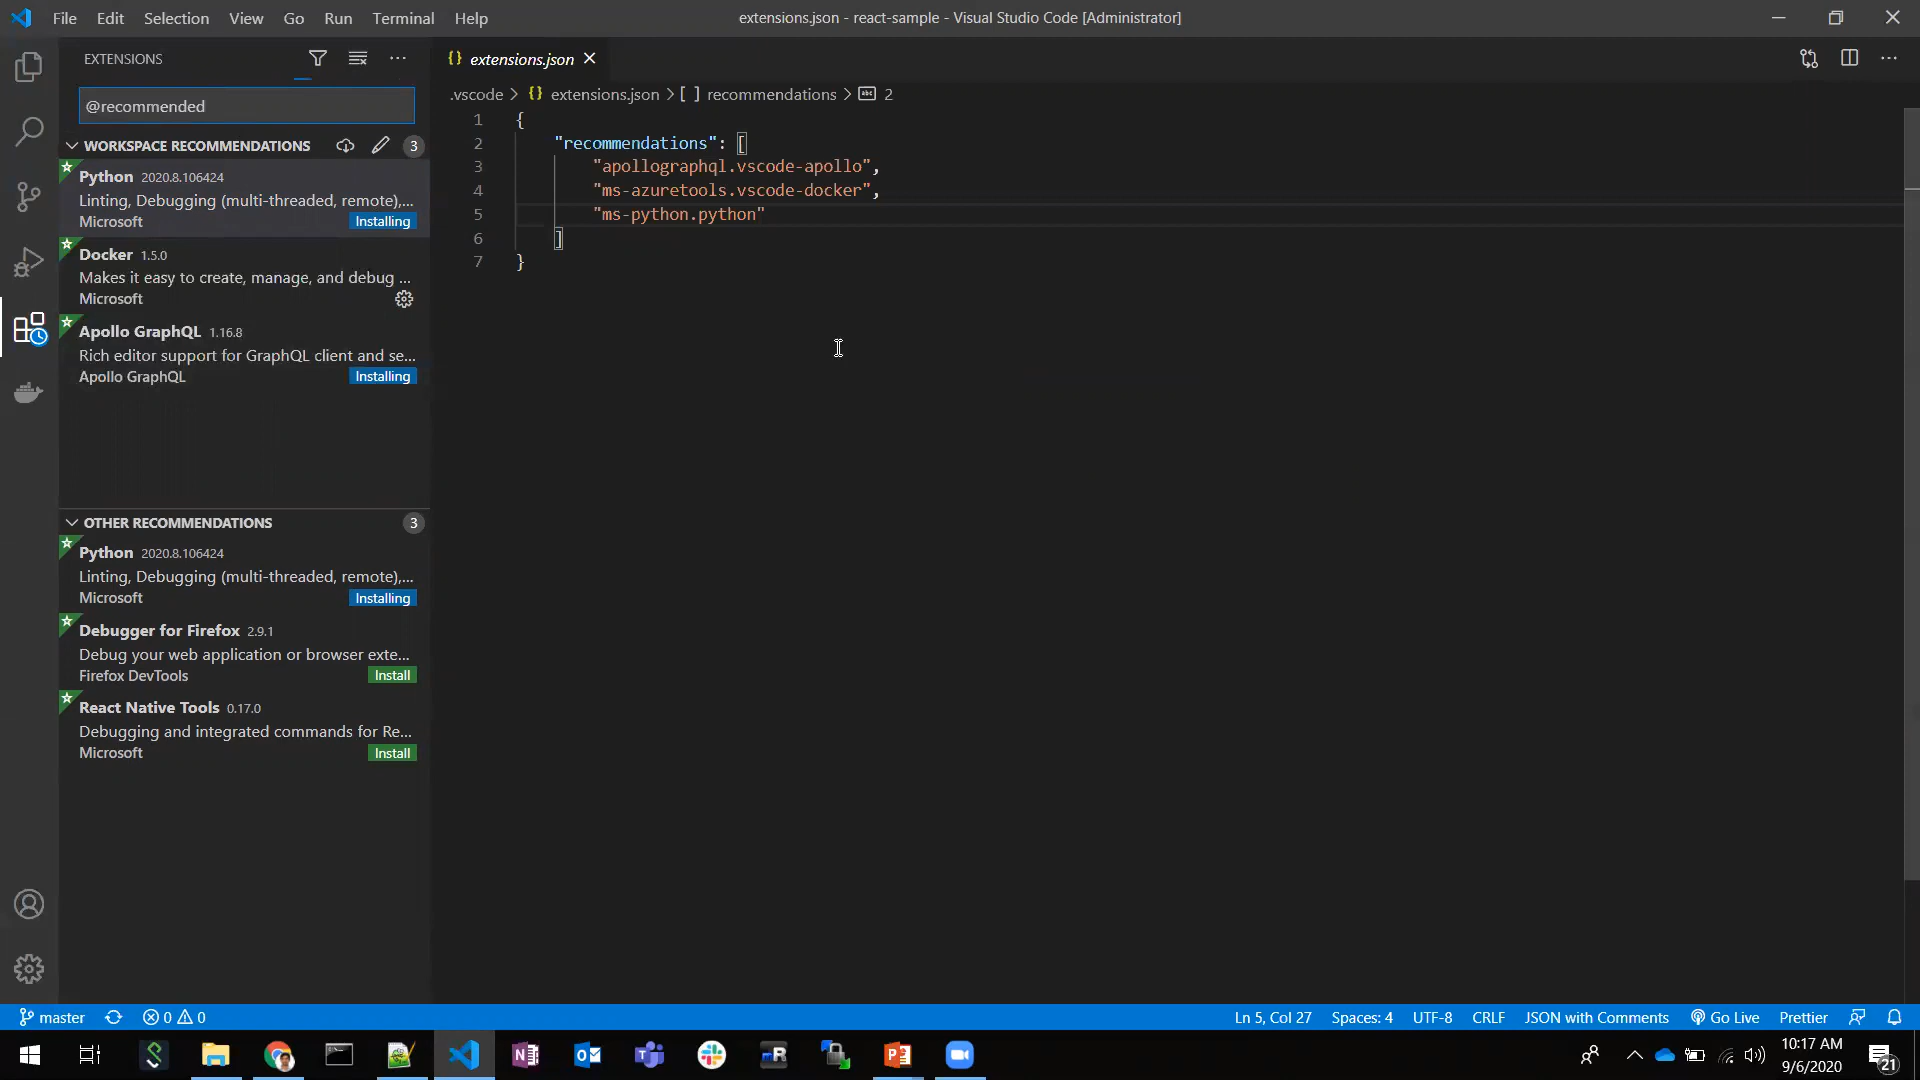 File Edit Selection View Go Run Terminal Help
extensions.json - react-sample - Visual Studio Code [Administrator]
EXTENSIONS
@recommended
WORKSPACE RECOMMENDATIONS 3
Python 2020.8.106424
Linting, Debugging (multi-threaded, remote),...
Microsoft Installing
Docker 1.5.0
Makes it easy to create, manage, and debug ...
Microsoft
Apollo GraphQL 1.16.8
Rich editor support for GraphQL client and se...
Apollo GraphQL Installing
OTHER RECOMMENDATIONS 3
Python 2020.8.106424
Linting, Debugging (multi-threaded, remote),...
Microsoft Installing
Debugger for Firefox 2.9.1
Debug your web application or browser exte...
Firefox DevTools Install
React Native Tools 0.17.0
Debugging and integrated commands for Re...
Microsoft Install
{} extensions.json
.vscode > {} extensions.json > [ ] recommendations > abc 2
1 {
2 "recommendations": [
3 "apollographql.vscode-apollo",
4 "ms-azuretools.vscode-docker",
5 "ms-python.python"
6 ]
7 }
master 0 0
Ln 5, Col 27 Spaces: 4 UTF-8 CRLF JSON with Comments Go Live Prettier
10:17 AM
9/6/2020
21